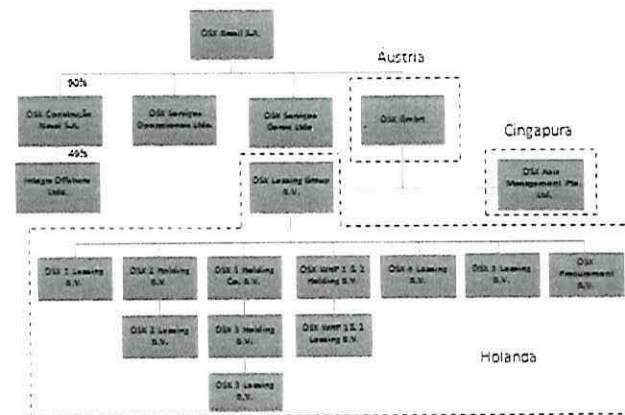 OSX Brasil S.A.
Áustria
90%
OSX Construção
Naval S.A.
OSX Serviços
Operacionais Ltda.
OSX Serviços
Gerais Ltda
OSX GmbH
Cingapura
49%
Integra Offshore
Ltda.
OSX Leasing Group
B.V.
OSX Asia
Management Pte.
Ltd.
OSX 1 Leasing
B.V.
OSX 2 Holding
B.V.
OSX 3 Holding
Co. B.V.
OSX WHP 1 & 2
Holding B.V.
OSX 4 Leasing
B.V.
OSX 5 Leasing
B.V.
OSX
Procurement
B.V.
OSX 2 Leasing
B.V.
OSX 3 Holding
B.V.
OSX WHP 1 & 2
Leasing B.V.
OSX 3 Leasing
B.V.
Holanda